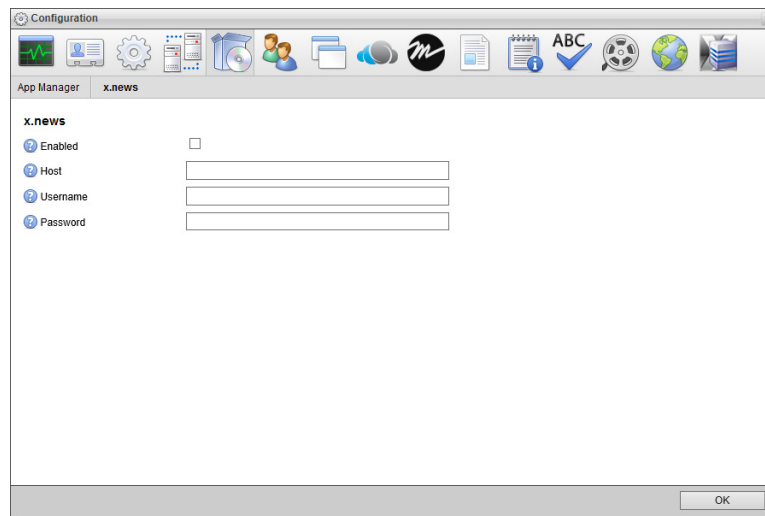 Configuration
ABC
App Manager x.news
x.news
Enabled
Host
Username
Password
OK